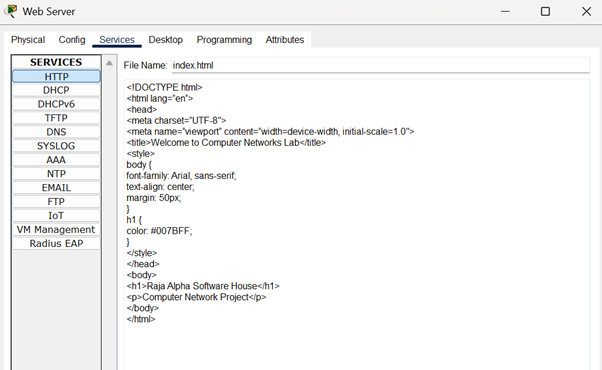 Web Server
Physical Config Services Desktop Programming Attributes
SERVICES
HTTP
DHCP
DHCPv6
TFTP
DNS
SYSLOG
AAA
NTP
EMAIL
FTP
IoT
VM Management
Radius EAP
File Name: index.html
<!DOCTYPE html>
<html lang="en">
<head>
<meta charset="UTF-8">
<meta name="viewport" content="width=device-width, initial-scale=1.0">
<title>Welcome to Computer Networks Lab</title>
<style>
body {
font-family: Arial, sans-serif;
text-align: center;
margin: 50px;
}
h1 {
color: #007BFF;
}
</style>
</head>
<body>
<h1>Raja Alpha Software House</h1>
<p>Computer Network Project</p>
</body>
</html>